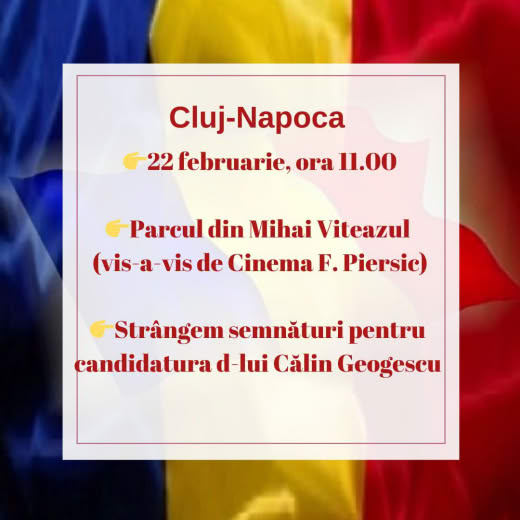 Cluj-Napoca
👉22 februarie, ora 11.00
👉Parcul din Mihai Viteazul
(vis-a-vis de Cinema F. Piersic)
👉Strângem semnături pentru
candidatura d-lui Călin Geogescu